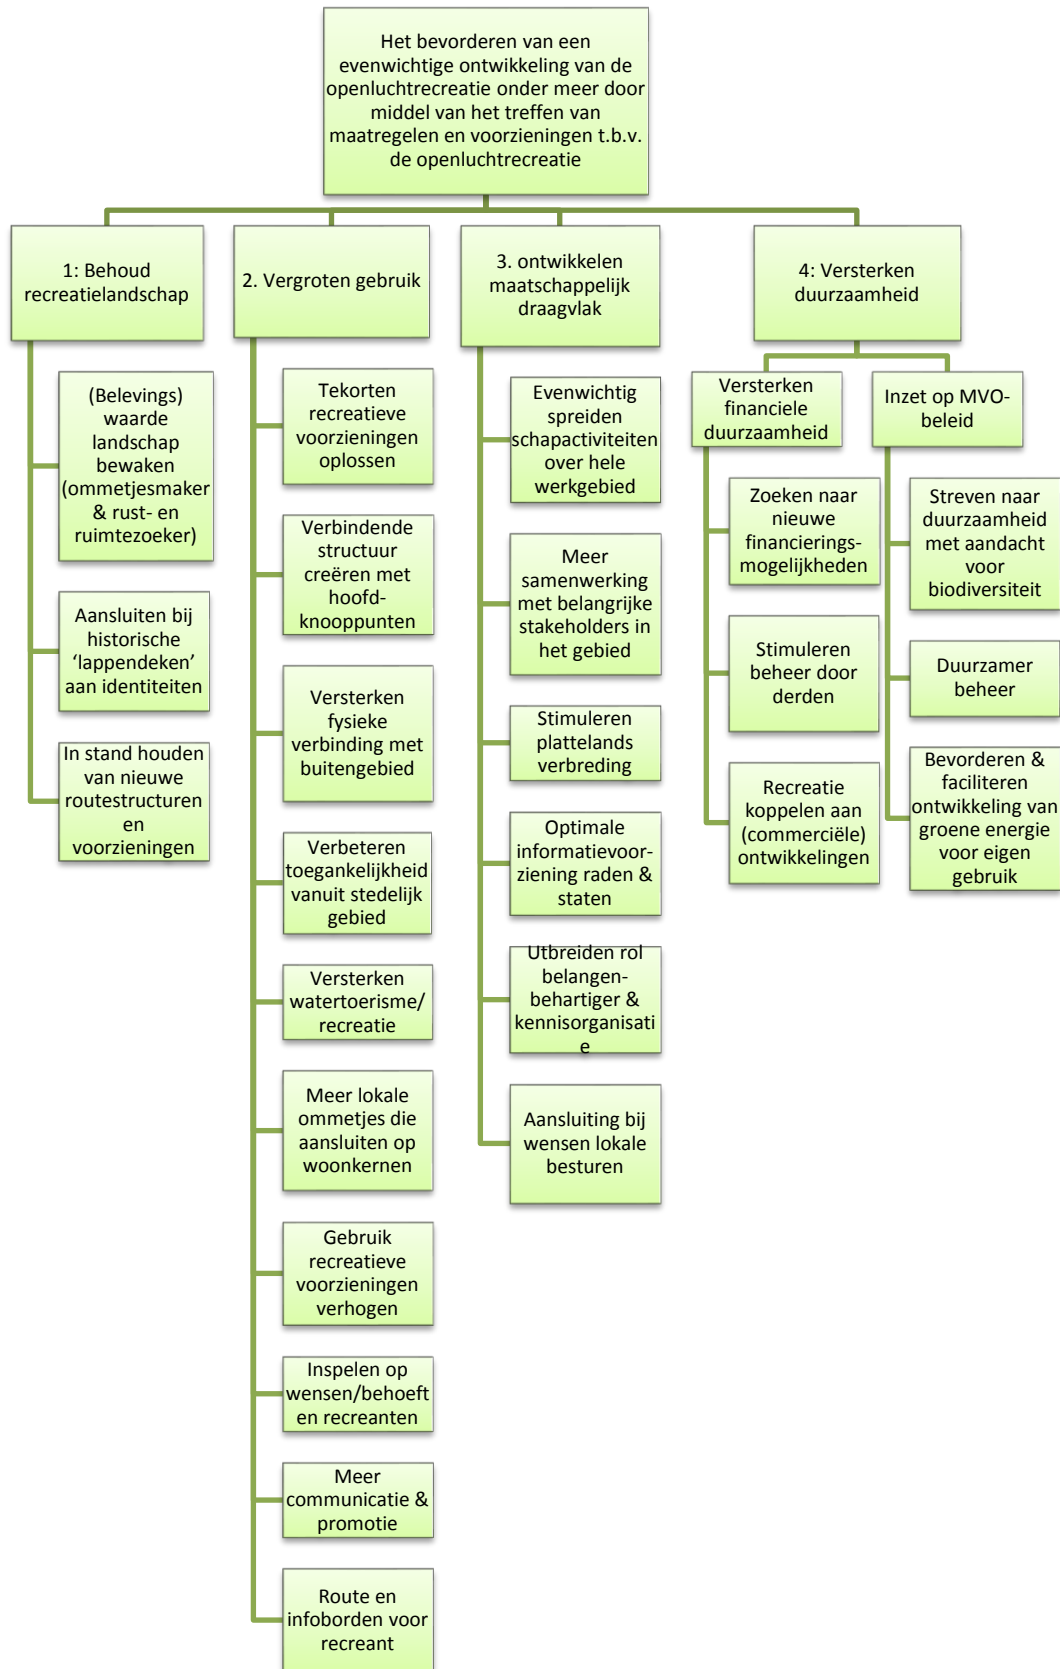 Het bevorderen van een
evenwichtige ontwikkeling van de
openluchtrecreatie onder meer door
middel van het treffen van
maatregelen en voorzieningen t.b.v.
de openluchtrecreatie
1: Behoud
recreatielandschap
(Belevings)
waarde
landschap
bewaken
(ommetjesmaker
& rust- en
ruimtezoeker)
Aansluiten bij
historische
‘lappendeken’
aan identiteiten
In stand houden
van nieuwe
routestructuren
en
voorzieningen
2. Vergroten gebruik
Tekorten
recreatieve
voorzieningen
oplossen
Verbindende
structuur
creëren met
hoofd-
knooppunten
Versterken
fysieke
verbinding met
buitengebied
Verbeteren
toegankelijkheid
vanuit stedelijk
gebied
Versterken
watertoerisme/
recreatie
Meer lokale
ommetjes die
aansluiten op
woonkernen
Gebruik
recreatieve
voorzieningen
verhogen
Inspelen op
wensen/behoeft
en recreanten
Meer
communicatie &
promotie
Route en
infoborden voor
recreant
3. ontwikkelen
maatschappelijk
draagvlak
Evenwichtig
spreiden
schapactiviteiten
over hele
werkgebied
Meer
samenwerking
met belangrijke
stakeholders in
het gebied
Stimuleren
plattelands
verbreding
Optimale
informatievoor-
ziening raden &
staten
Utbreiden rol
belangen-
behartiger &
kennisorganisati
e
Aansluiting bij
wensen lokale
besturen
4: Versterken
duurzaamheid
Versterken
financiele
duurzaamheid
Zoeken naar
nieuwe
financierings-
mogelijkheden
Stimuleren
beheer door
derden
Recreatie
koppelen aan
(commerciële)
ontwikkelingen
Inzet op MVO-
beleid
Streven naar
duurzaamheid
met aandacht
voor
biodiversiteit
Duurzamer
beheer
Bevorderen &
faciliteren
ontwikkeling van
groene energie
voor eigen
gebruik